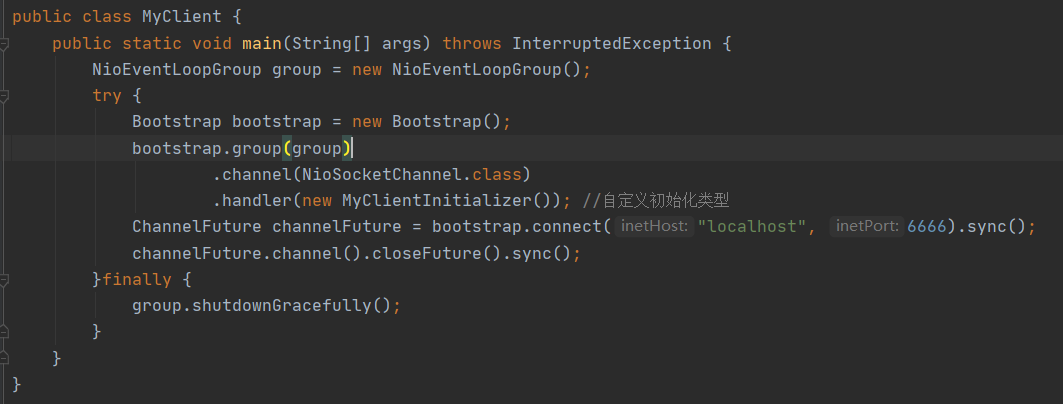 public class MyClient {
public static void main(String[] args) throws InterruptedException {
NioEventLoopGroup group = new NioEventLoopGroup();
try {
Bootstrap bootstrap = new Bootstrap();
bootstrap.group(group)
.channel(NioSocketChannel.class)
.handler(new MyClientInitializer()); //自定义初始化类型
ChannelFuture channelFuture = bootstrap.connect( inetHost: "localhost", inetPort: 6666).sync();
channelFuture.channel().closeFuture().sync();
}finally {
group.shutdownGracefully();
}
}
}